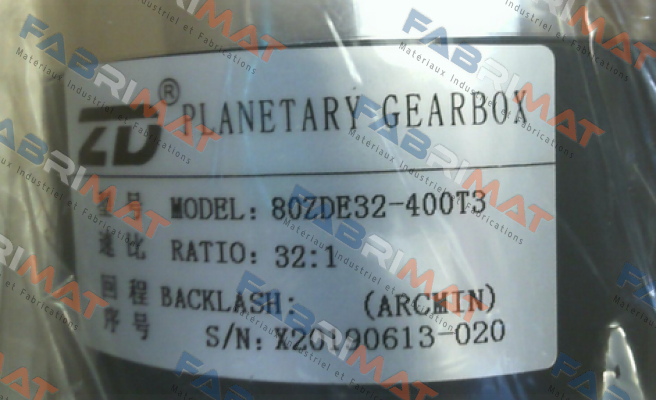 ZD® PLANETARY GEARBOX
型号 MODEL: 80ZDE32-400T3
速比 RATIO: 32:1
回程 BACKLASH: (ARCMIN)
序号 S/N: X20190613-020
FABRIMAT
Materiaux Industriel et Fabrications